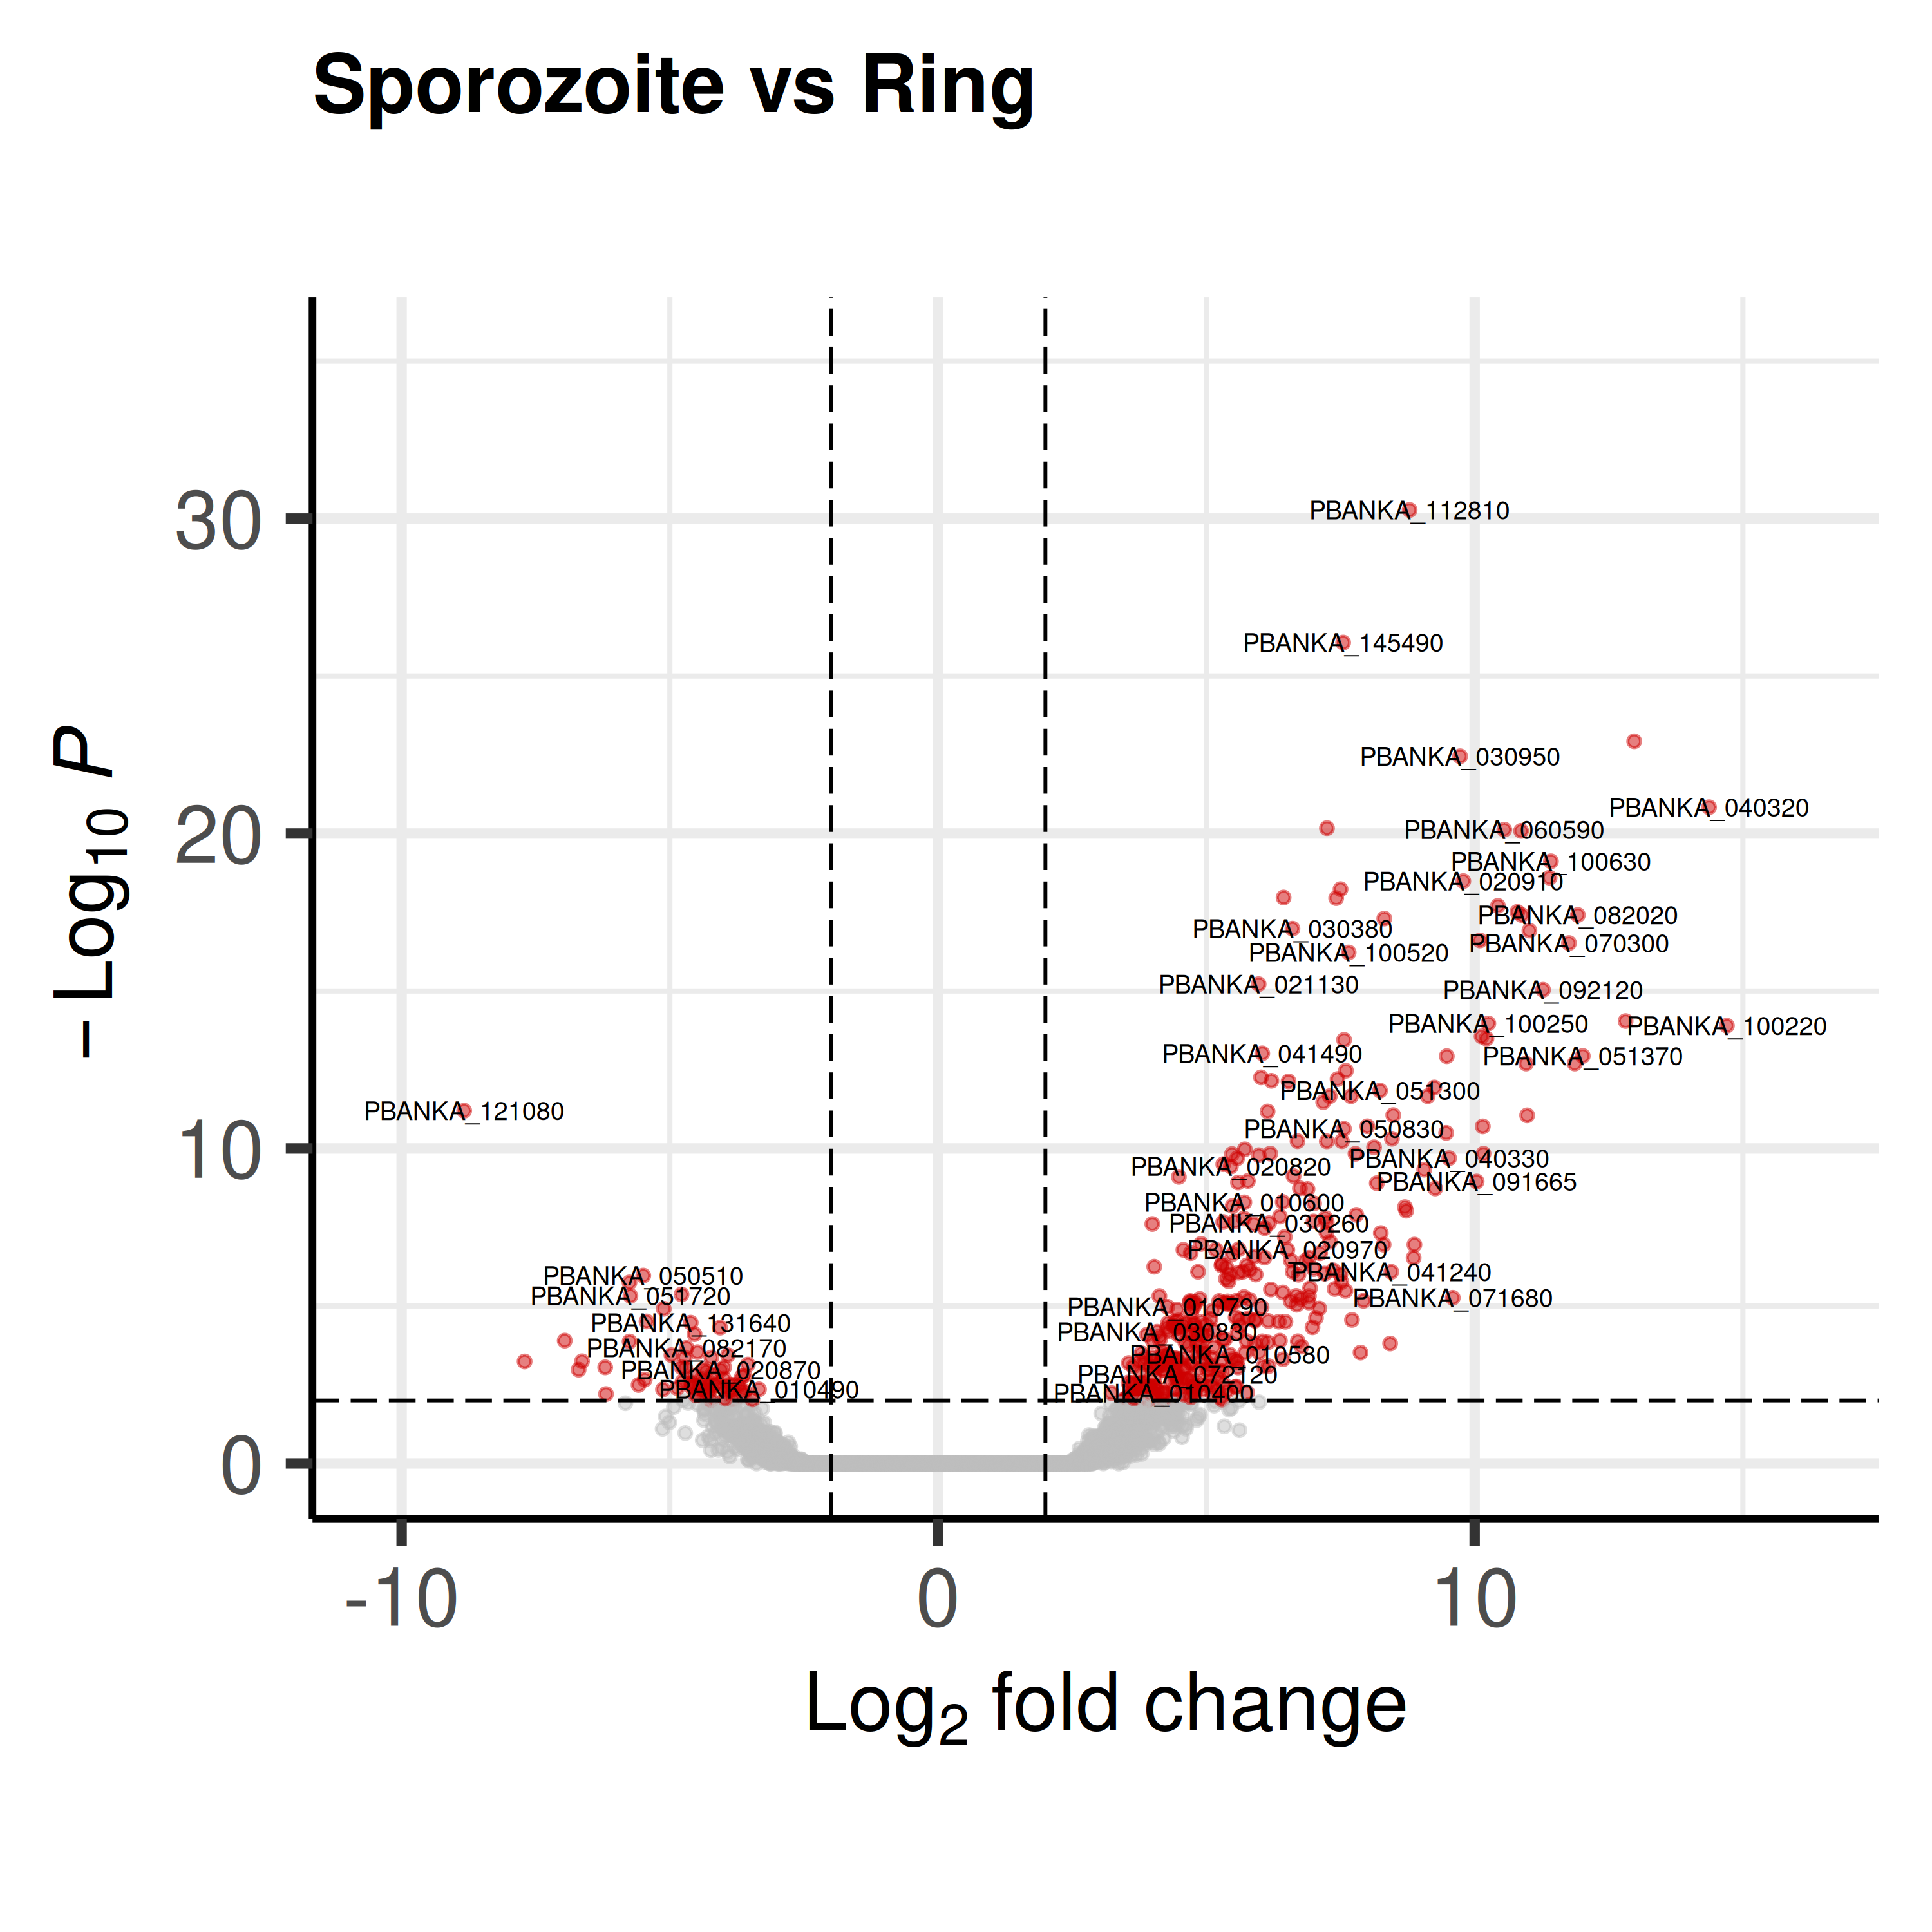 Sporozoite vs Ring
− Log10 P
30
20
10
0
PBANKA_112810
PBANKA_145490
PBANKA_030950
PBANKA_040320
PBANKA_060590
PBANKA_100630
PBANKA_020910
PBANKA_082020
PBANKA_030380
PBANKA_070300
PBANKA_100520
PBANKA_021130
PBANKA_092120
PBANKA_100250
PBANKA_100220
PBANKA_041490
PBANKA_051370
PBANKA_051300
PBANKA_121080
PBANKA_050830
PBANKA_040330
PBANKA_020820
PBANKA_091665
PBANKA_010600
PBANKA_030260
PBANKA_020970
PBANKA_041240
PBANKA_050510
PBANKA_051720
PBANKA_071680
PBANKA_010790
PBANKA_131640
PBANKA_030830
PBANKA_082170
PBANKA_010580
PBANKA_020870
PBANKA_072120
PBANKA_010490
PBANKA_010400
-10
0
10
Log2 fold change